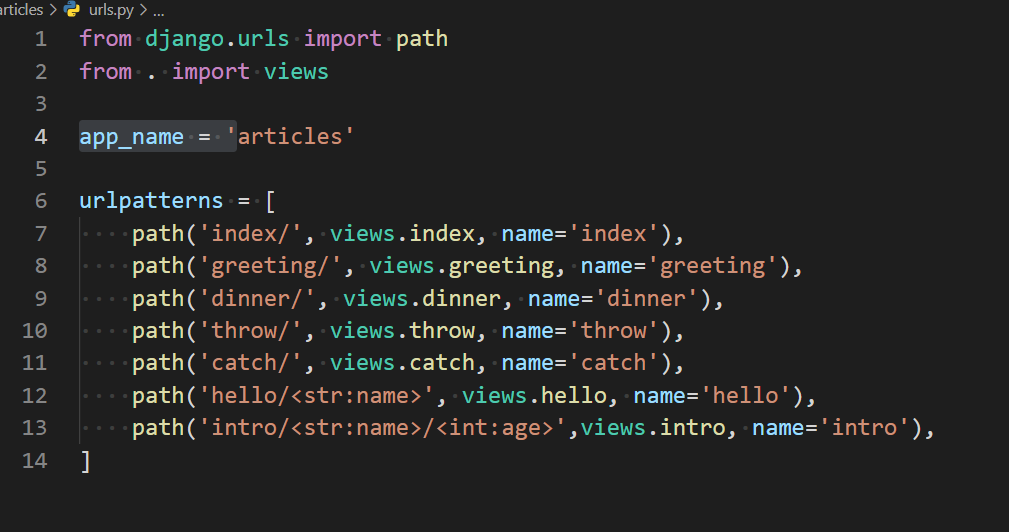 articles > urls.py > ...
1 from django.urls import path
2 from . import views
3
4 app_name = 'articles'
5
6 urlpatterns = [
7     path('index/', views.index, name='index'),
8     path('greeting/', views.greeting, name='greeting'),
9     path('dinner/', views.dinner, name='dinner'),
10     path('throw/', views.throw, name='throw'),
11     path('catch/', views.catch, name='catch'),
12     path('hello/<str:name>', views.hello, name='hello'),
13     path('intro/<str:name>/<int:age>',views.intro, name='intro'),
14 ]